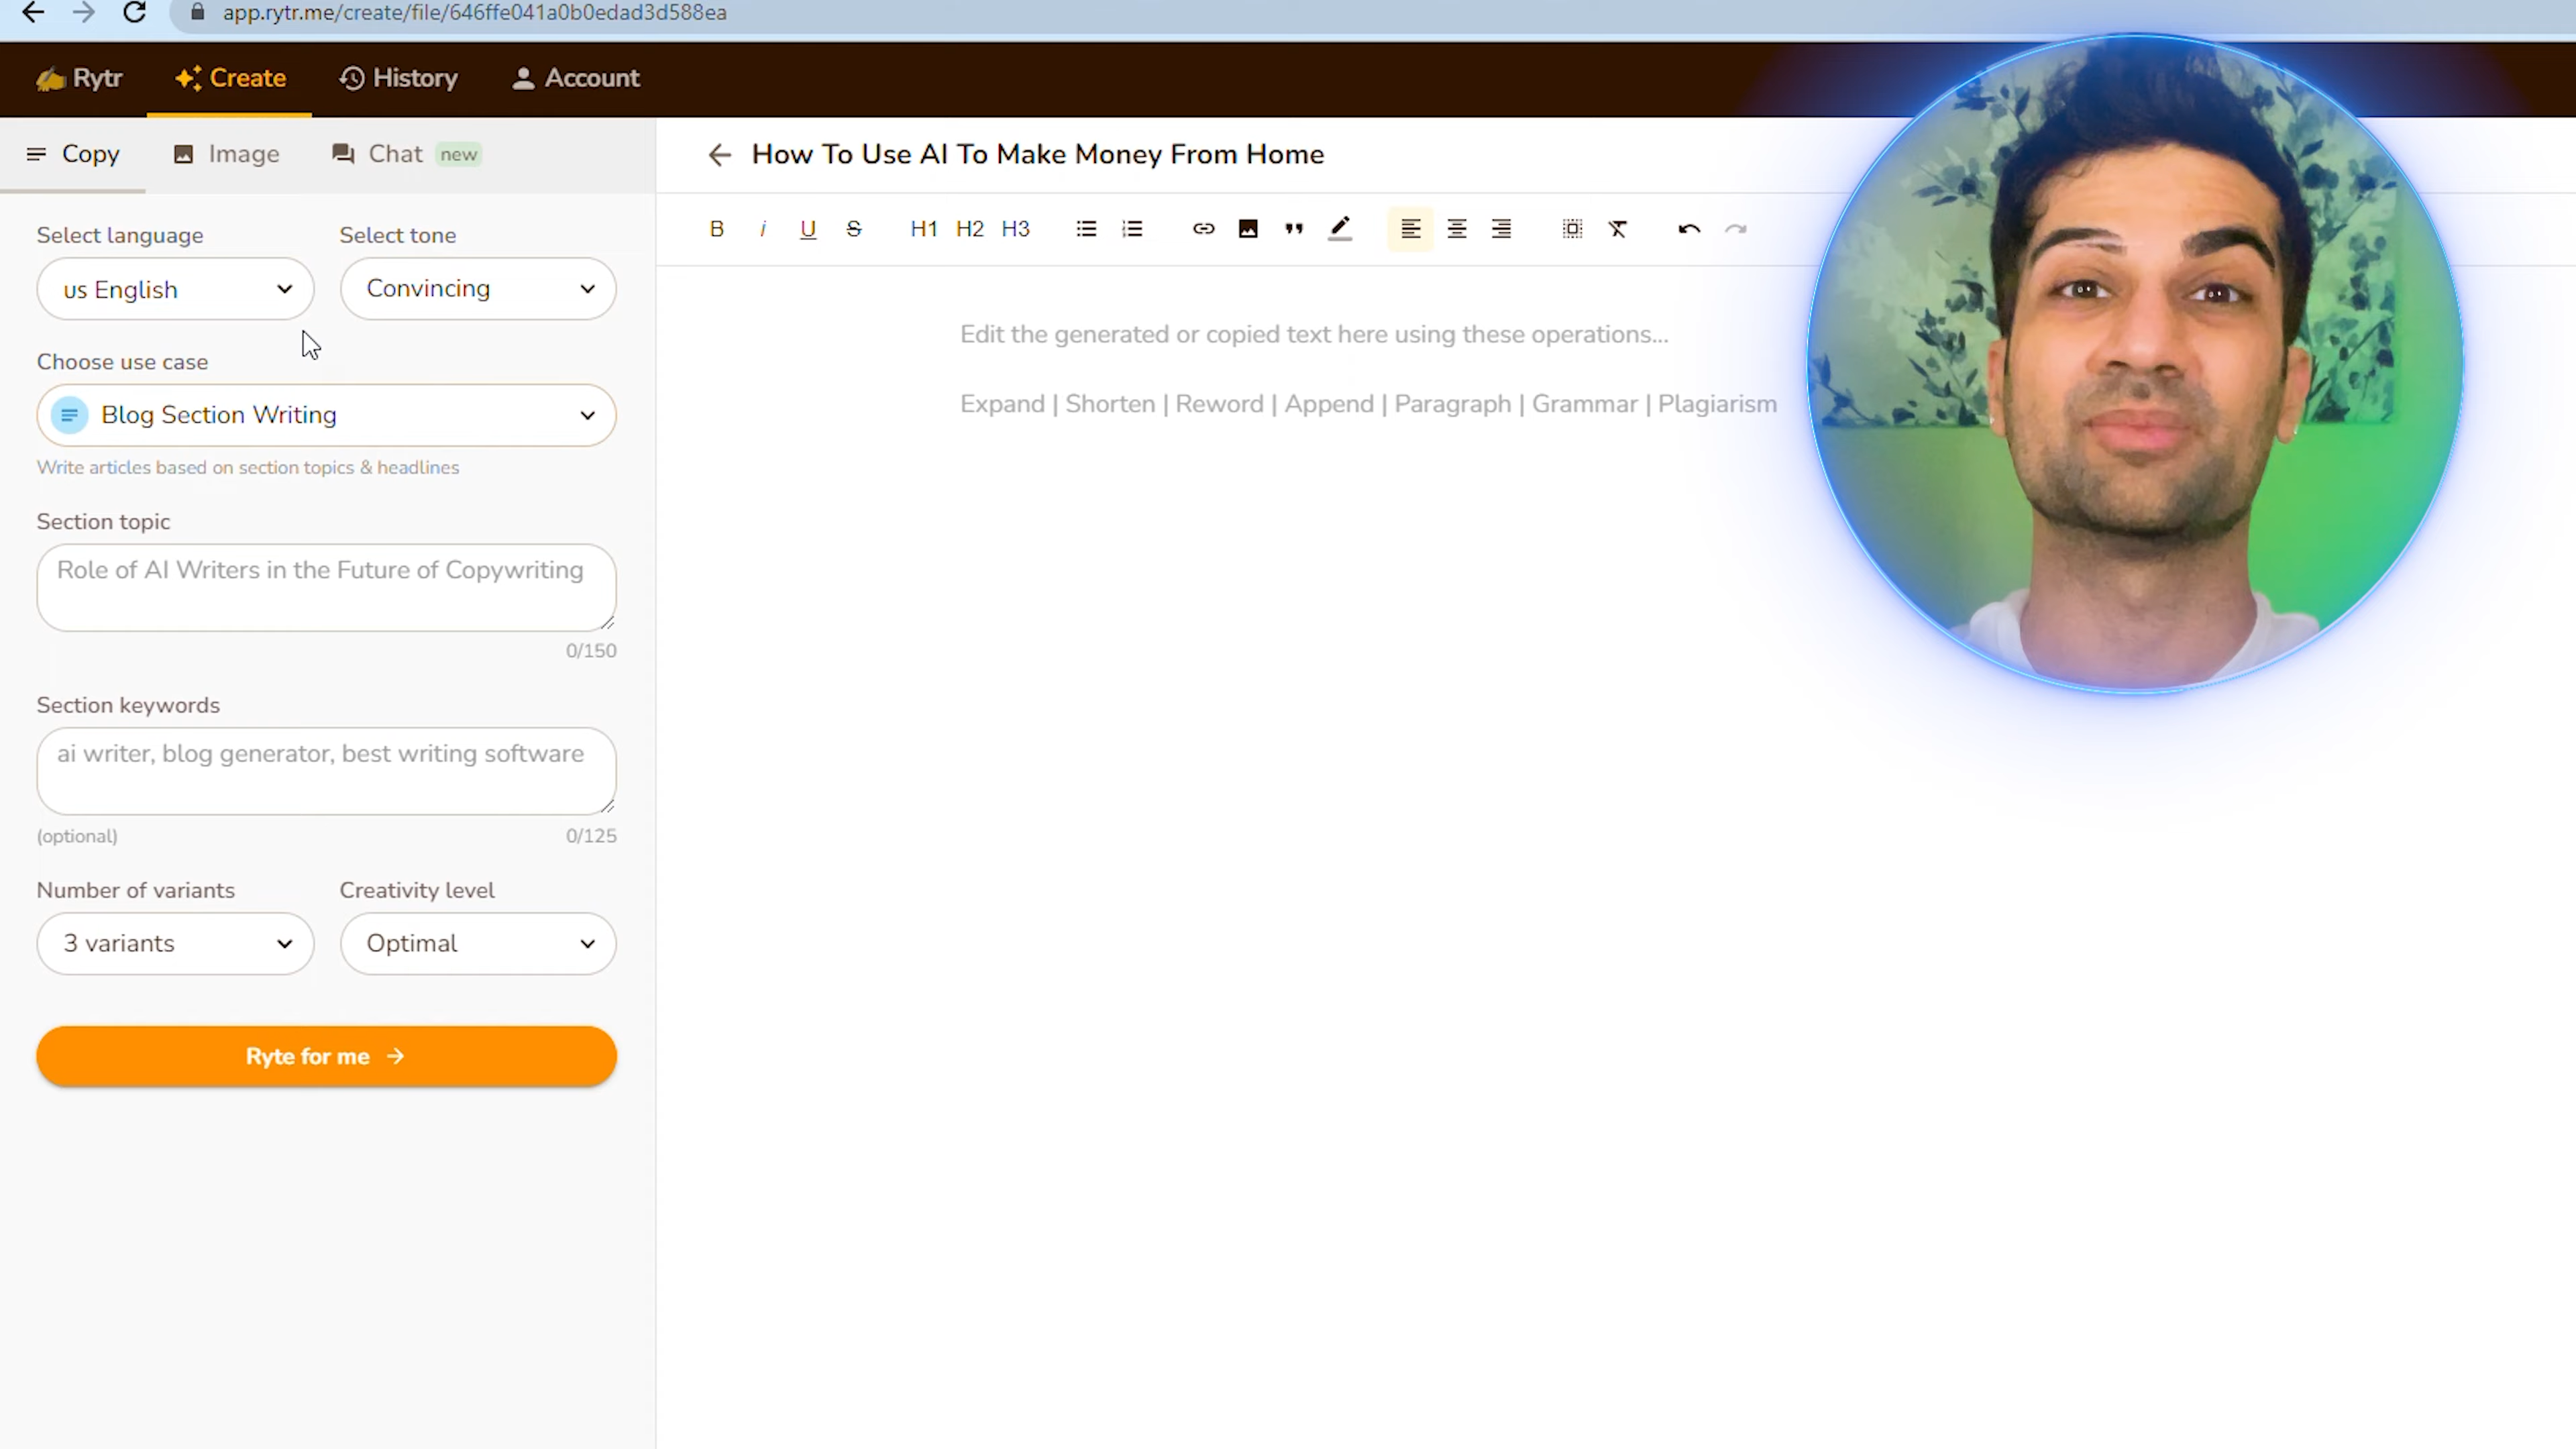 app.rytr.me/create/file/646ffe041a0b0edad3d588ea
Rytr Create History Account
Copy Image Chat new
How To Use AI To Make Money From Home
B i U S H1 H2 H3
Select language Select tone
us English Convincing
Edit the generated or copied text here using these operations...
Choose use case
Expand | Shorten | Reword | Append | Paragraph | Grammar | Plagiarism
Blog Section Writing
Write articles based on section topics & headlines
Section topic
Role of AI Writers in the Future of Copywriting
0/150
Section keywords
ai writer, blog generator, best writing software
(optional) 0/125
Number of variants Creativity level
3 variants Optimal
Ryte for me